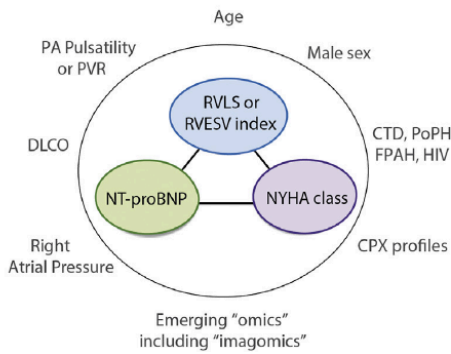 Age
PA Pulsatility
or PVR
Male sex
RVLS or
RVESV index
DLCO
CTD, PoPH
FPAH, HIV
NT-proBNP
NYHA class
Right
Atrial Pressure
CPX profiles
Emerging “omics”
including “imagomics”